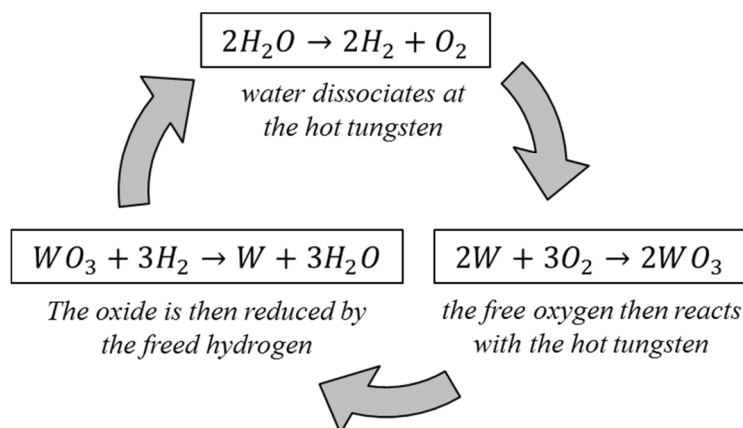 2H₂O → 2H₂ + O₂
water dissociates at
the hot tungsten
WO₃ + 3H₂ → W + 3H₂O
The oxide is then reduced by
the freed hydrogen
2W + 3O₂ → 2WO₃
the free oxygen then reacts
with the hot tungsten